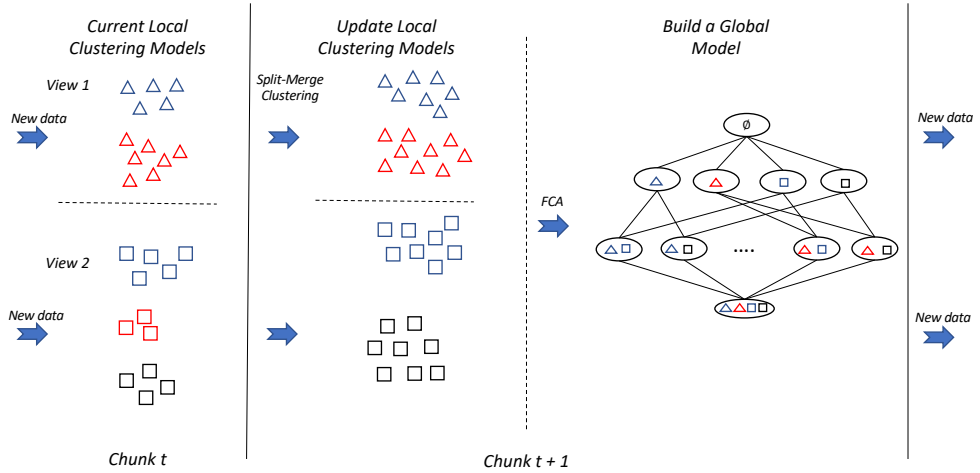 Current Local
Clustering Models
Update Local
Clustering Models
Build a Global
Model
View 1
New data
Split-Merge
Clustering
New data
∅
FCA
View 2
....
New data
New data
Chunk t
Chunk t + 1